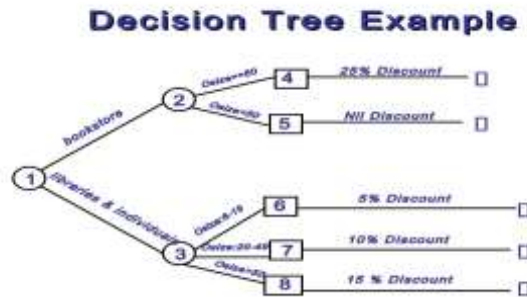 Decision Tree Example
4
25% Discount
2
bookstors
5
Nil Discount
1
libraries & individuals
6
5% Discount
3
7
10% Discount
8
15 % Discount